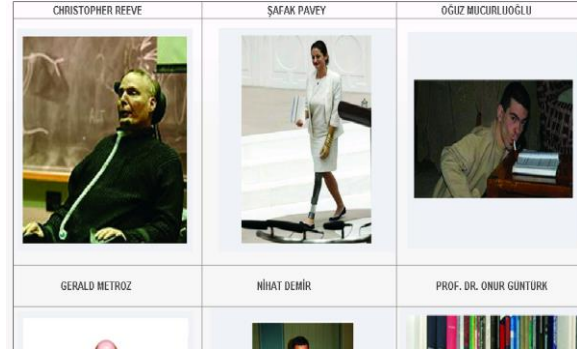 CHRISTOPHER REEVE
ŞAFAK PAVEY
OĞUZ MUCURLUOĞLU
GERALD METROZ
NİHAT DEMİR
PROF. DR. ONUR GÜNTÜRK